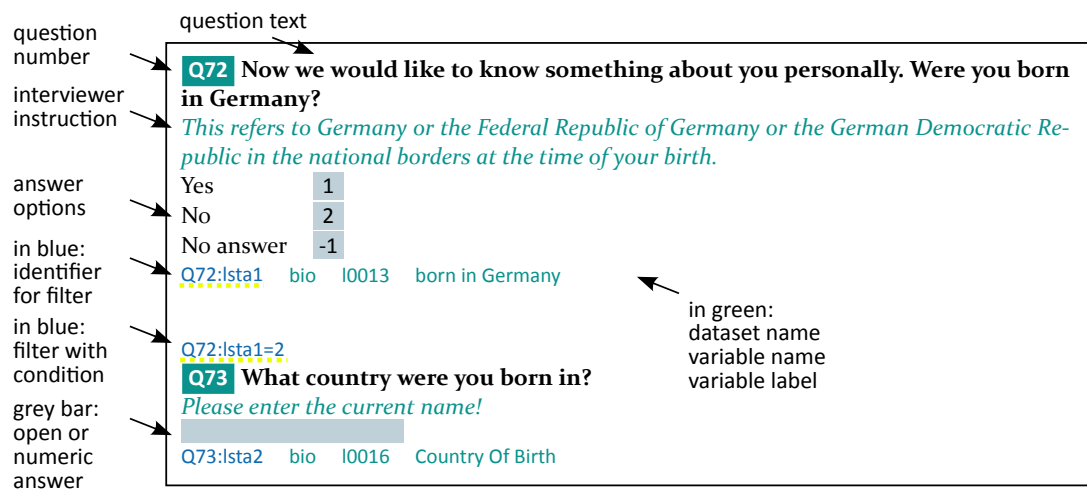 question text
question
number
Q72 Now we would like to know something about you personally. Were you born
in Germany?
interviewer
instruction
This refers to Germany or the Federal Republic of Germany or the German Democratic Re-
public in the national borders at the time of your birth.
answer
options
Yes 1
No 2
No answer -1
in blue:
identifier
for filter
Q72:lsta1 bio l0013 born in Germany
in green:
dataset name
variable name
variable label
in blue:
filter with
condition
Q72:lsta1=2
Q73 What country were you born in?
Please enter the current name!
grey bar:
open or
numeric
answer
Q73:lsta2 bio l0016 Country Of Birth